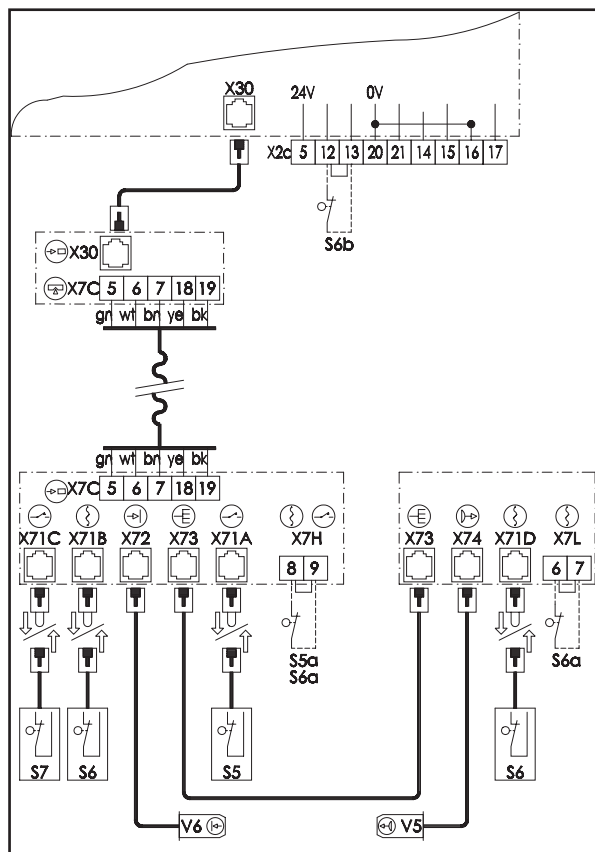 X30 24V 0V
X2c 5 12 13 20 21 14 15 16 17
S6b
X30
X7C 5 6 7 18 19
gn wt bn ye bk
gn wt bn ye bk
X7C 5 6 7 18 19
X71C X71B X72 X73 X71A X7H X73 X74 X71D X7L
8 9 6 7
S5a S6a
S6a
S7 S6 S5 S6
V6 V5